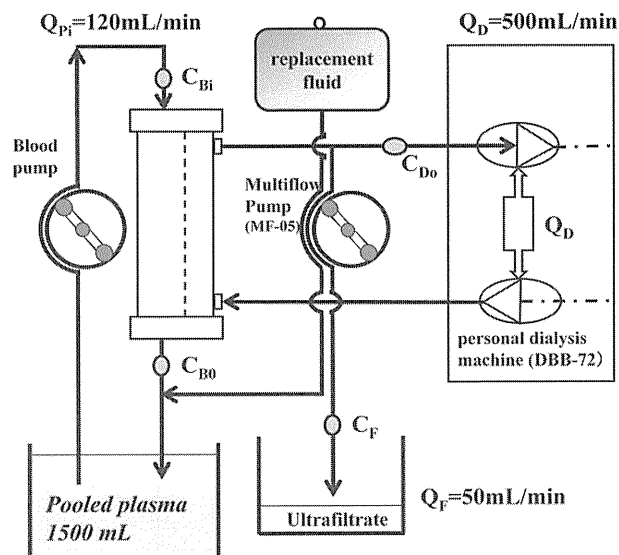 Q_Pi=120mL/min
Q_D=500mL/min
C_Bi
replacement
fluid
Blood
pump
C_Do
Multiflow
Pump
(MF-05)
Q_D
personal dialysis
machine (DBB-72)
C_B0
C_F
Pooled plasma
1500 mL
Ultrafiltrate
Q_F=50mL/min